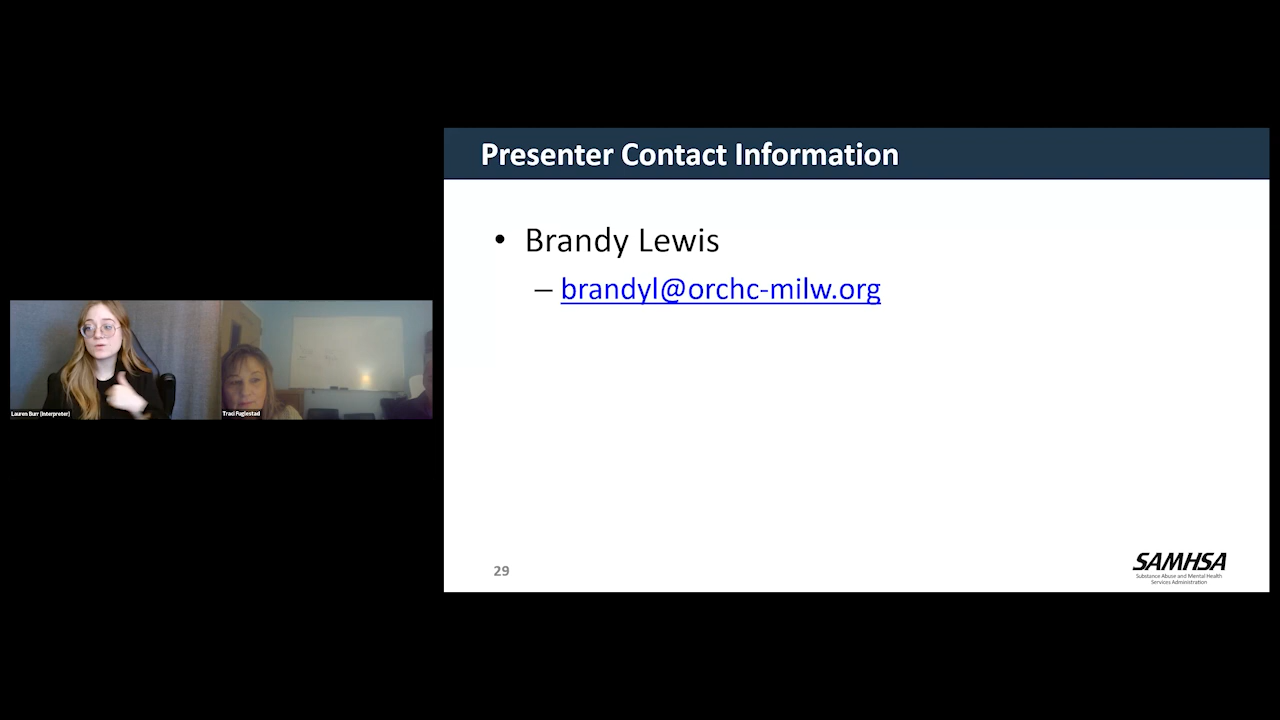 Presenter Contact Information
• Brandy Lewis
– brandyl@orchc-milw.org
Lauren Burr (Interpreter)
Traci Fuglestad
29
SAMHSA
Substance Abuse and Mental Health
Services Administration